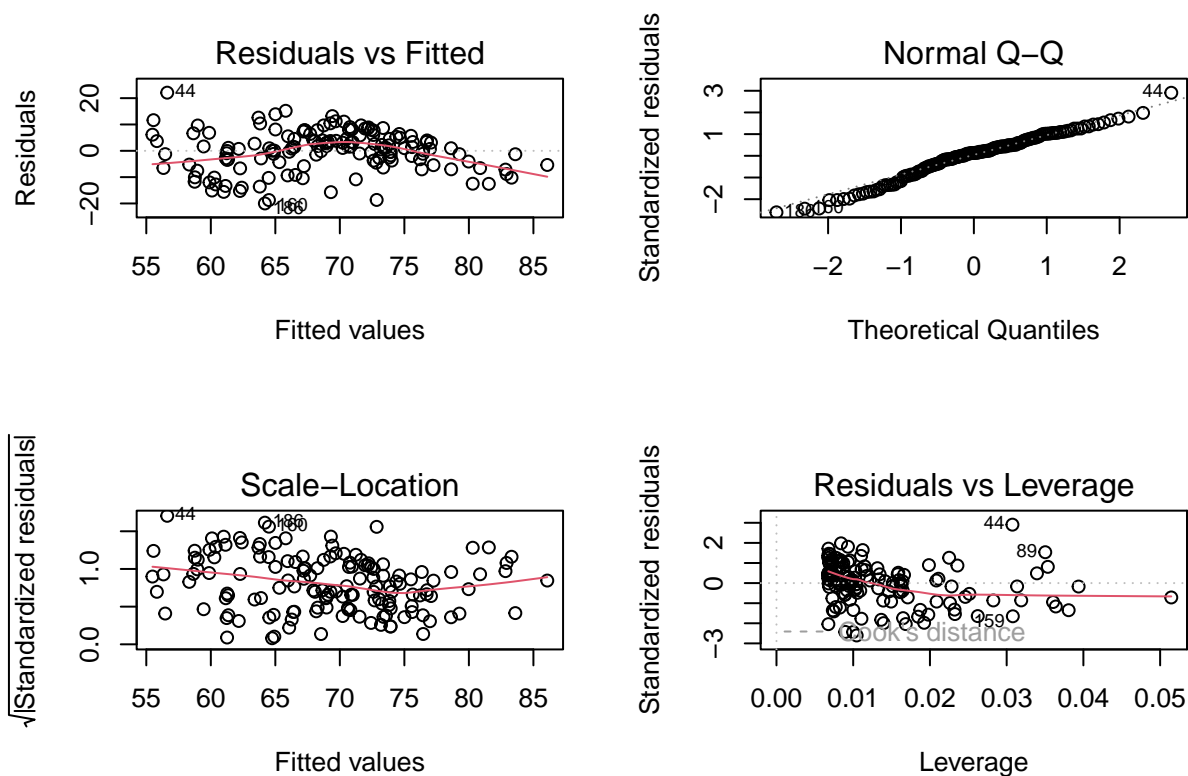 Residuals vs Fitted
Residuals
20
0
−20
44
160
186
55 60 65 70 75 80 85
Fitted values
Normal Q−Q
Standardized residuals
3
1
−2
44
186
160
−2 −1 0 1 2
Theoretical Quantiles
Scale−Location
√|Standardized residuals|
1.0
0.0
44
186
160
55 60 65 70 75 80 85
Fitted values
Residuals vs Leverage
Standardized residuals
2
0
−3
44
89
159
Cook's distance
0.00 0.01 0.02 0.03 0.04 0.05
Leverage